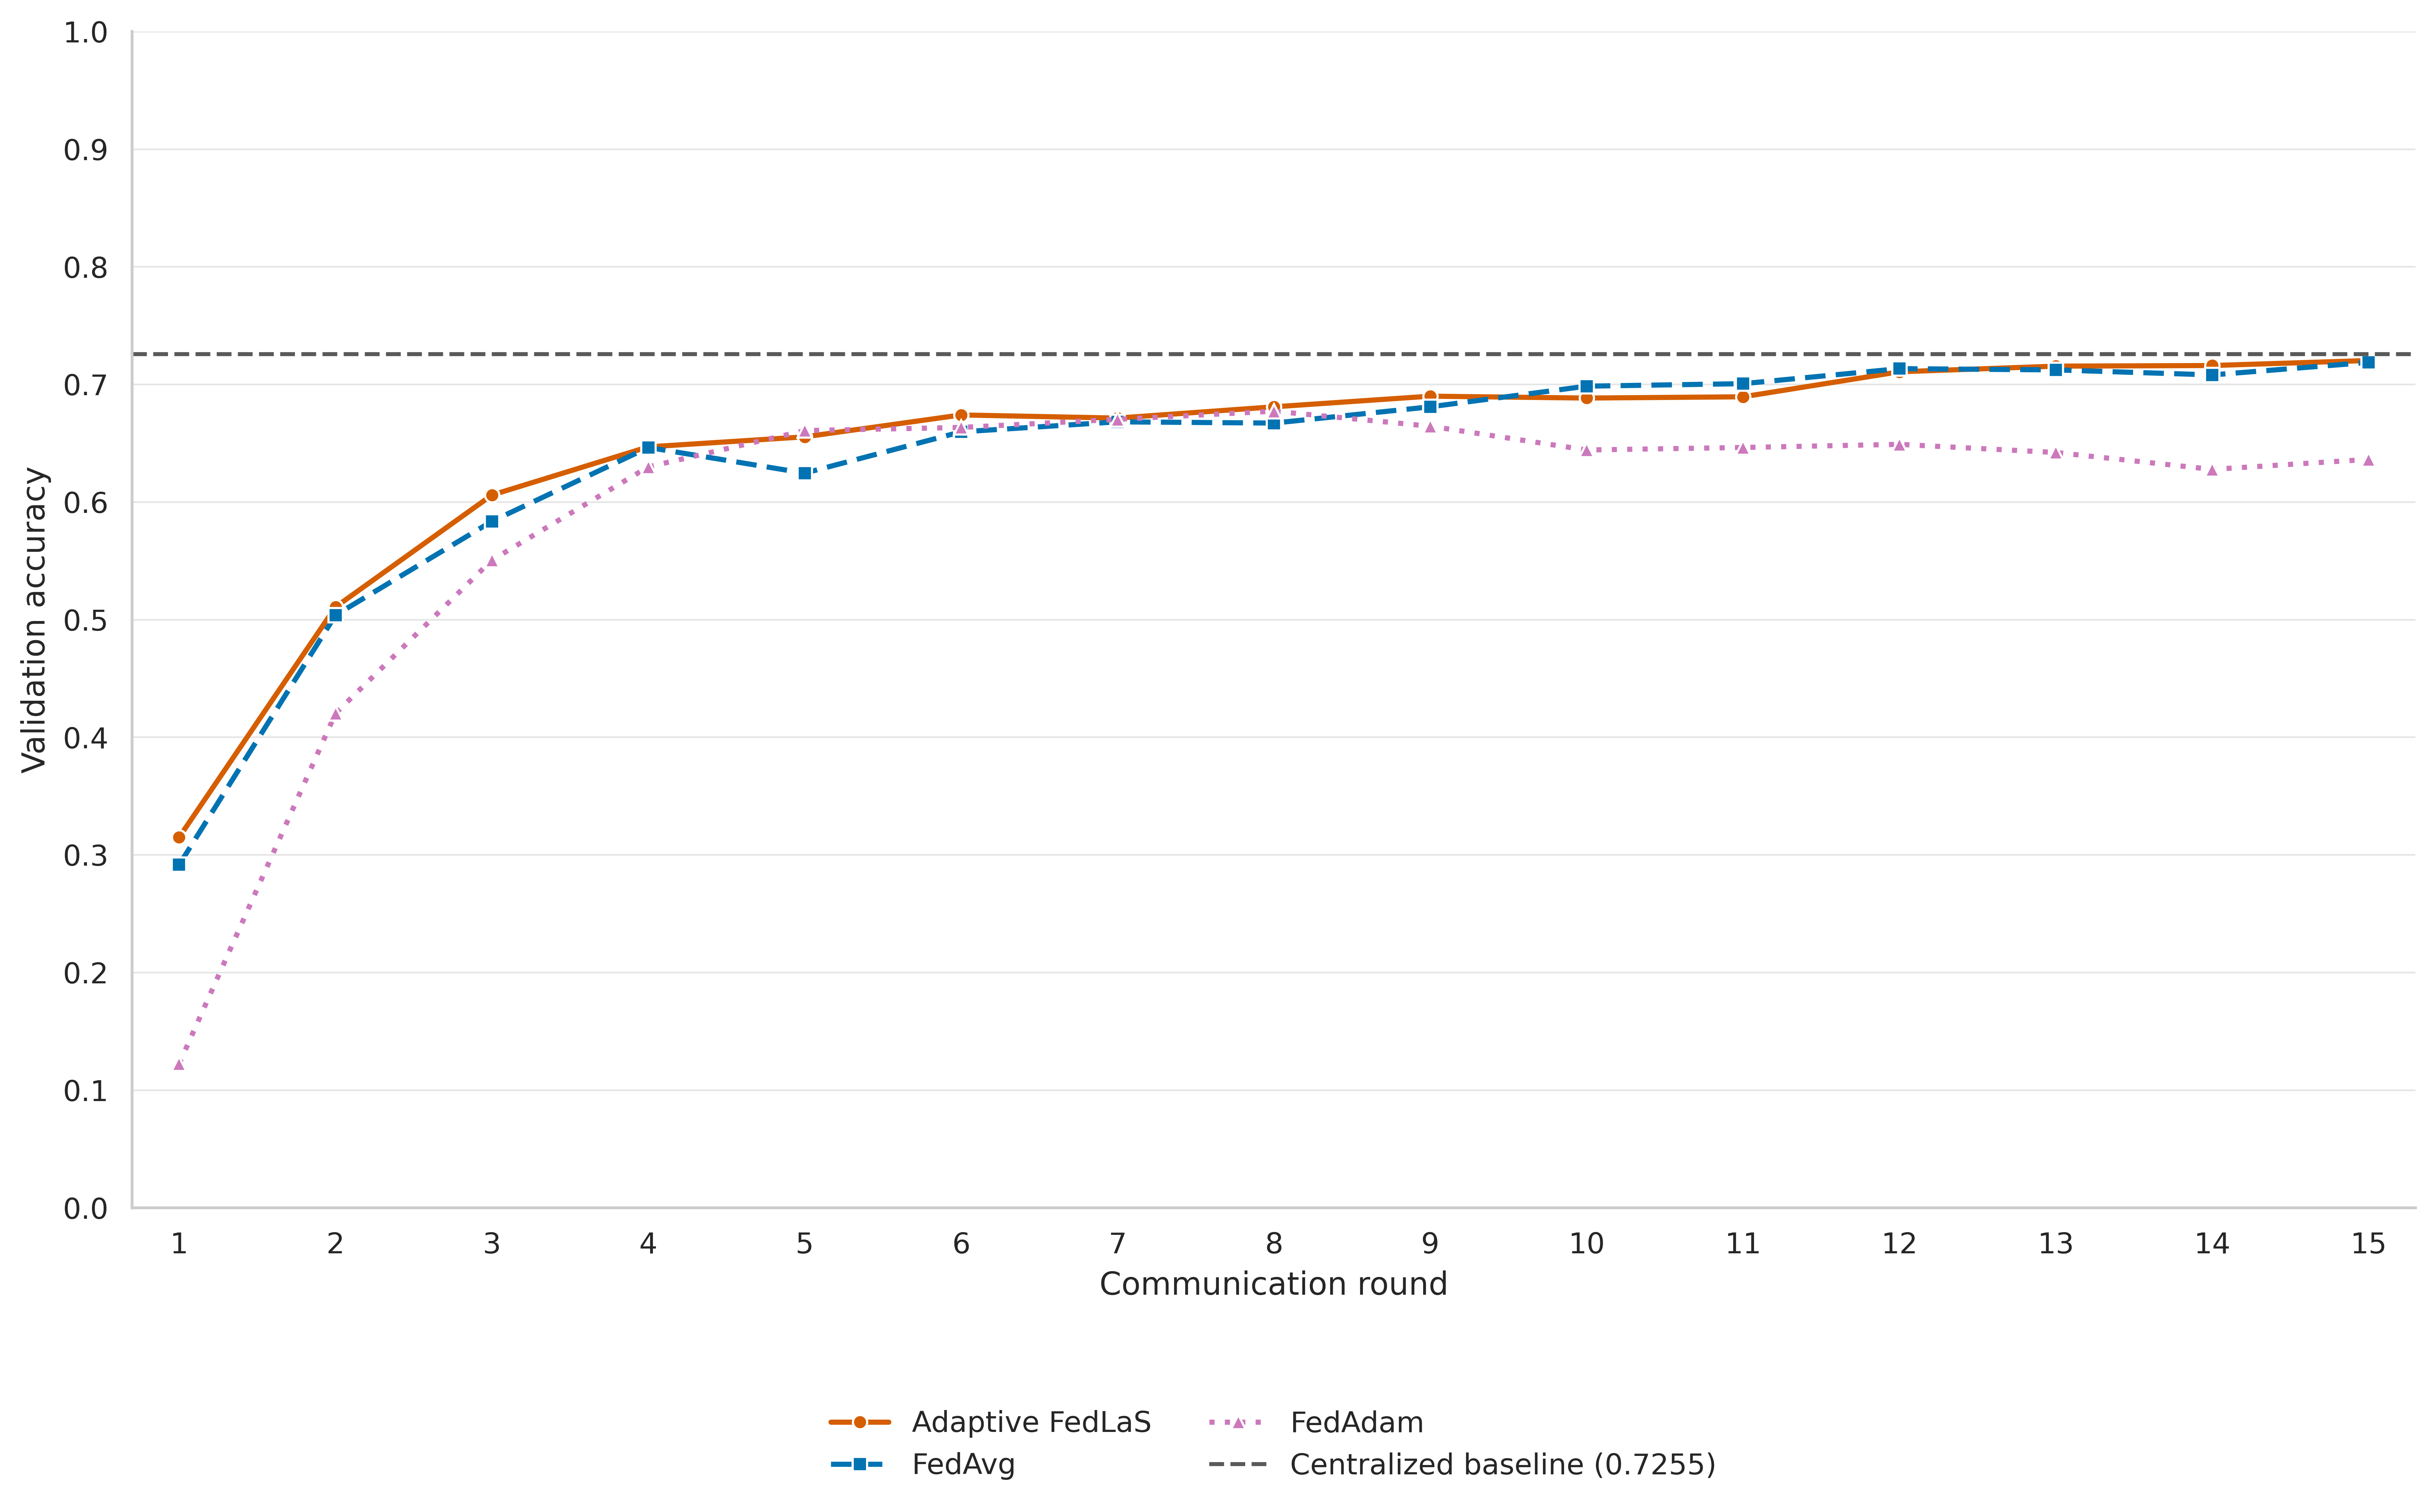 1.0
0.9
0.8
0.7
0.6
0.5
0.4
0.3
0.2
0.1
0.0
Validation accuracy
1 2 3 4 5 6 7 8 9 10 11 12 13 14 15
Communication round
Adaptive FedLaS
FedAvg
FedAdam
Centralized baseline (0.7255)